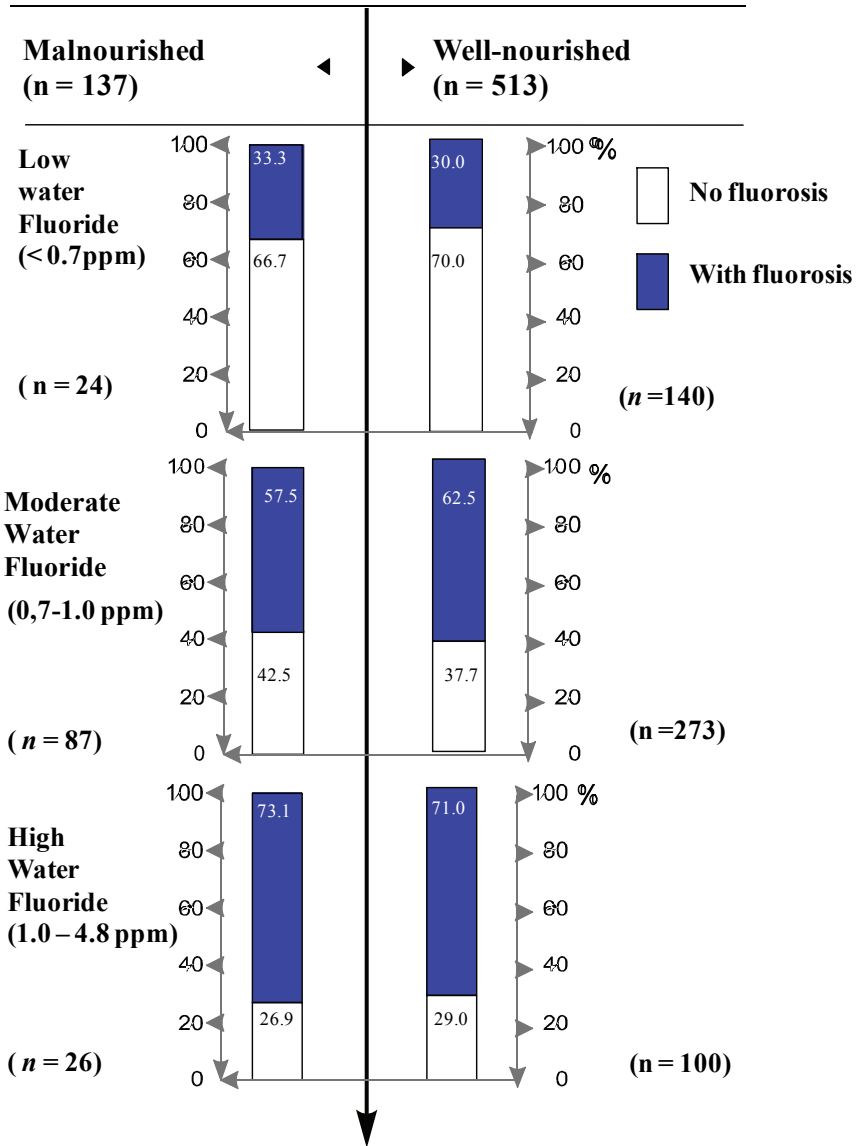 Malnourished
(n = 137)
Well-nourished
(n = 513)
Low
water
Fluoride
(< 0.7ppm)
( n = 24)
100
80
60
40
20
0
33.3
66.7
30.0
70.0
100 %
80
60
40
20
0
No fluorosis
With fluorosis
(n =140)
Moderate
Water
Fluoride
(0,7-1.0 ppm)
( n = 87)
100
80
60
40
20
0
57.5
42.5
62.5
37.7
100 %
80
60
40
20
0
(n =273)
High
Water
Fluoride
(1.0 – 4.8 ppm)
( n = 26)
100
80
60
40
20
0
73.1
26.9
71.0
29.0
100 %
80
60
40
20
0
(n = 100)